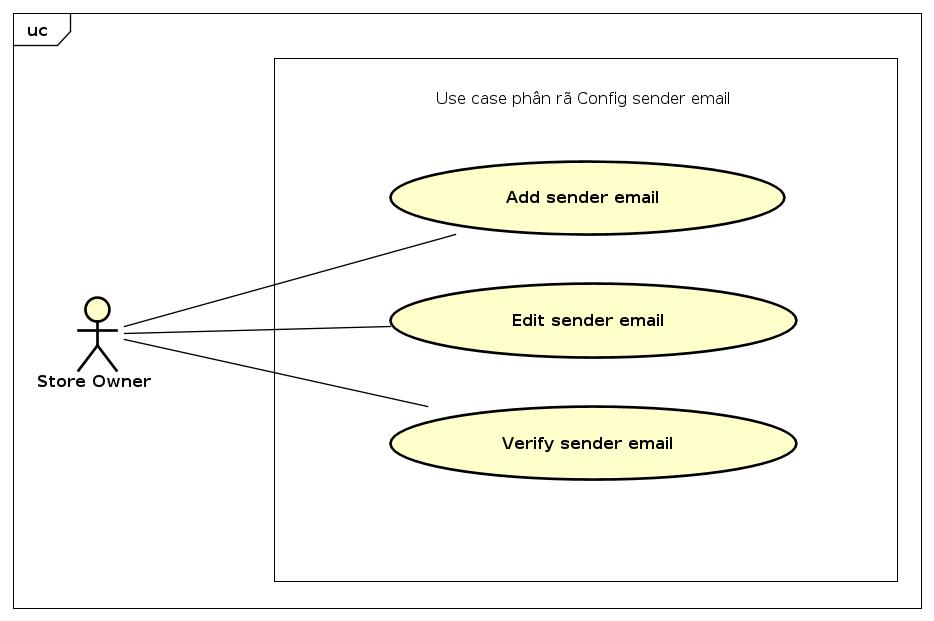 uc
Use case phân rã Config sender email
Add sender email
Edit sender email
Store Owner
Verify sender email